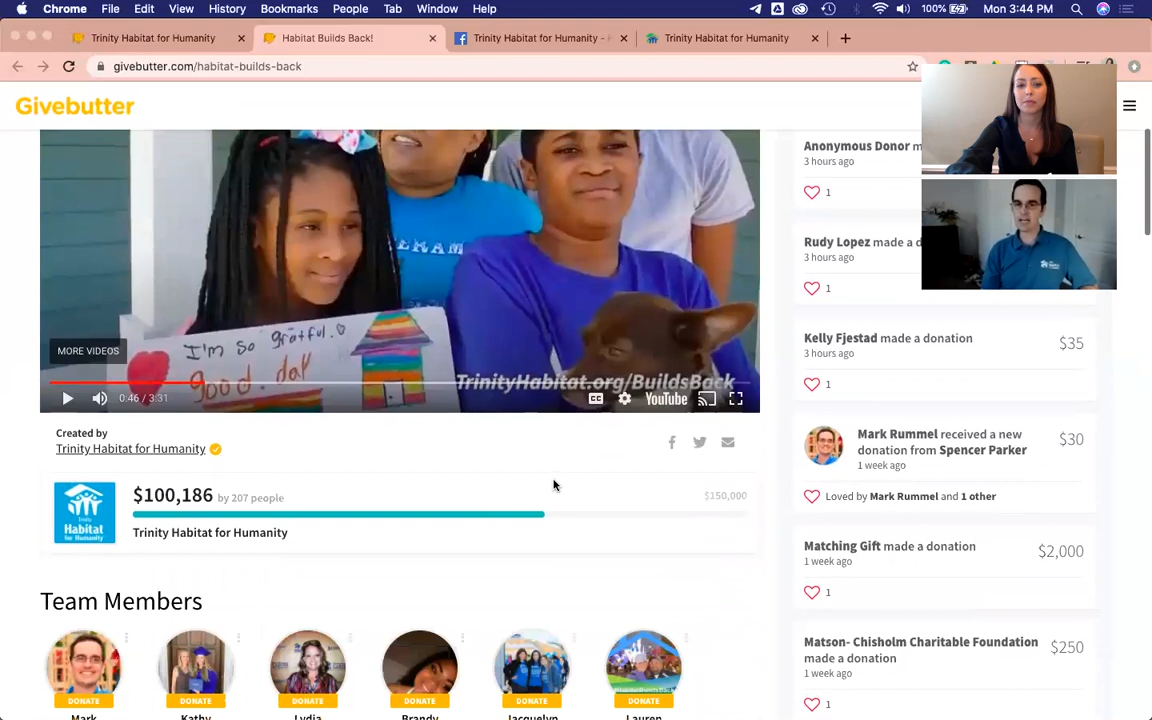 Chrome File Edit View History Bookmarks People Tab Window Help 100% Mon 3:44 PM
Trinity Habitat for Humanity
Habitat Builds Back!
Trinity Habitat for Humanity -
Trinity Habitat for Humanity
givebutter.com/habitat-builds-back
Givebutter
I'm so grateful.
good. day
TrinityHabitat.org/BuildsBack
MORE VIDEOS
0:46 / 3:31
CC
YouTube
Created by
Trinity Habitat for Humanity
Trinity
Habitat
for Humanity
$100,186 by 207 people
$150,000
Trinity Habitat for Humanity
Team Members
DONATE
DONATE
DONATE
DONATE
DONATE
DONATE
Mark
Kathy
Lydia
Brandy
Jacquelyn
Lauren
Anonymous Donor m
3 hours ago
1
Rudy Lopez made a d
3 hours ago
1
Kelly Fjestad made a donation
$35
3 hours ago
1
Mark Rummel received a new
donation from Spencer Parker
$30
1 week ago
Loved by Mark Rummel and 1 other
Matching Gift made a donation
$2,000
1 week ago
1
Matson- Chisholm Charitable Foundation
made a donation
$250
1 week ago
1